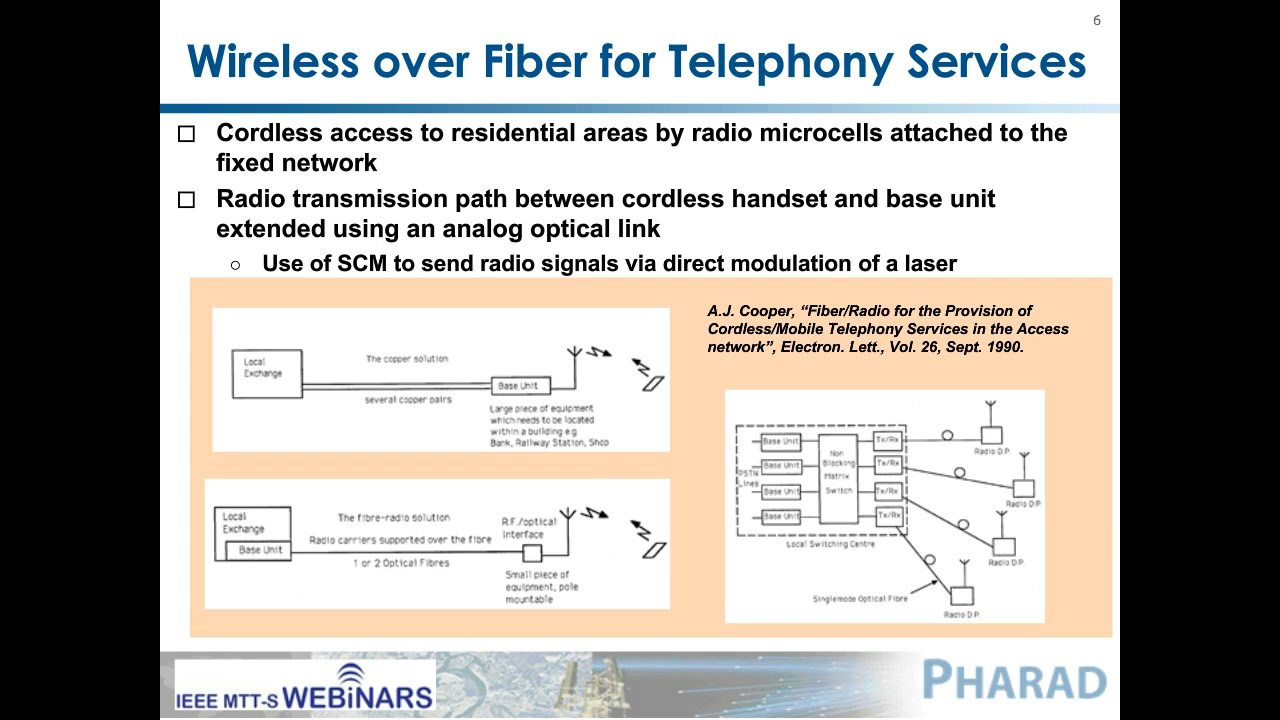 6
Wireless over Fiber for Telephony Services
Cordless access to residential areas by radio microcells attached to the
fixed network
Radio transmission path between cordless handset and base unit
extended using an analog optical link
Use of SCM to send radio signals via direct modulation of a laser
A.J. Cooper, “Fiber/Radio for the Provision of
Cordless/Mobile Telephony Services in the Access
network”, Electron. Lett., Vol. 26, Sept. 1990.
Local
Exchange
The copper solution
several copper pairs
Base Unit
Large piece of equipment
which needs to be located
within a building e.g
Bank, Railway Station, Shop
Local
Exchange
Base Unit
The fibre-radio solution
Radio carriers supported over the fibre
1 or 2 Optical Fibres
R.F./optical
Interface
Small piece of
equipment, pole
mountable
PSTN
Lines
Base Unit
Base Unit
Base Unit
Base Unit
Non
Blocking
Matrix
Switch
Tx/Rx
Tx/Rx
Tx/Rx
Tx/Rx
Radio D.P.
Radio D.P.
Radio D.P.
Radio D.P.
Local Switching Centre
Singlemode Optical Fibre
IEEE MTT-S WEBiNARS
PHARAD